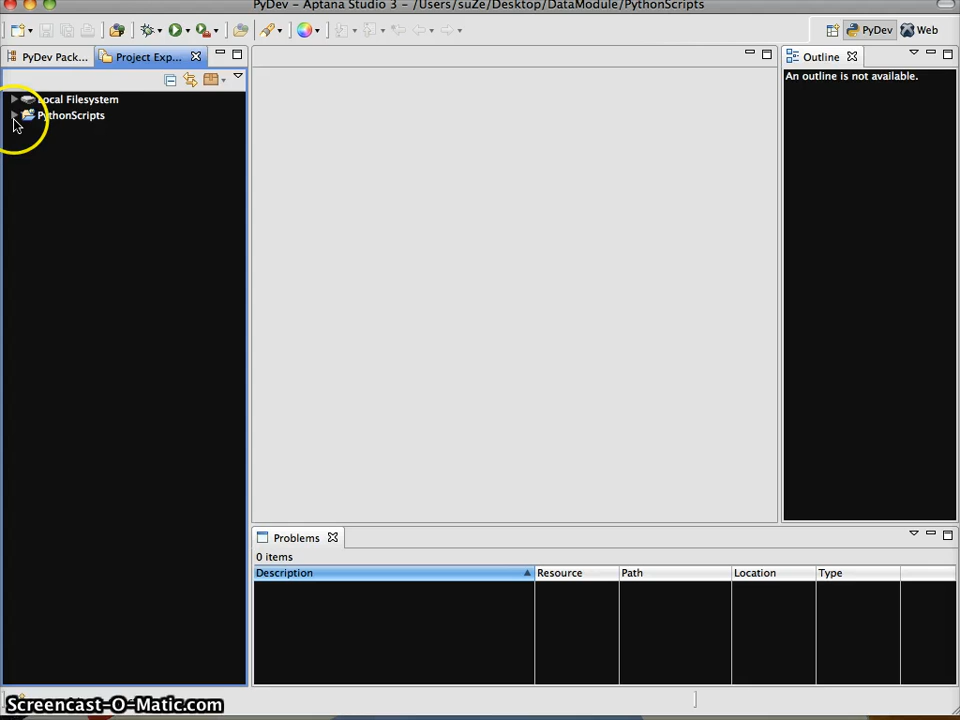 PyDev - Aptana Studio 3 - /Users/suZe/Desktop/DataModule/PythonScripts
PyDev
Web
PyDev Pack...
Project Exp...
Outline
An outline is not available.
Local Filesystem
PythonScripts
Problems
0 items
Description
Resource
Path
Location
Type
Screencast-O-Matic.com